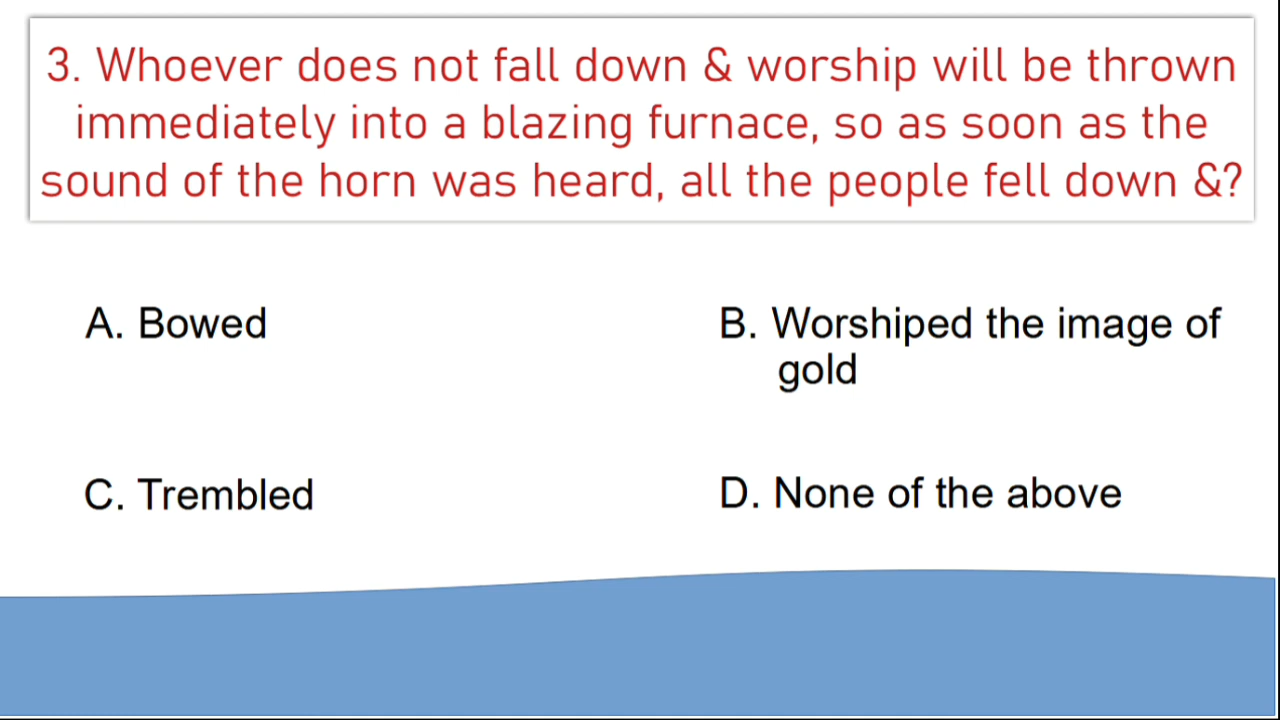 3. Whoever does not fall down & worship will be thrown
immediately into a blazing furnace, so as soon as the
sound of the horn was heard, all the people fell down &?
A. Bowed
B. Worshiped the image of
gold
C. Trembled
D. None of the above